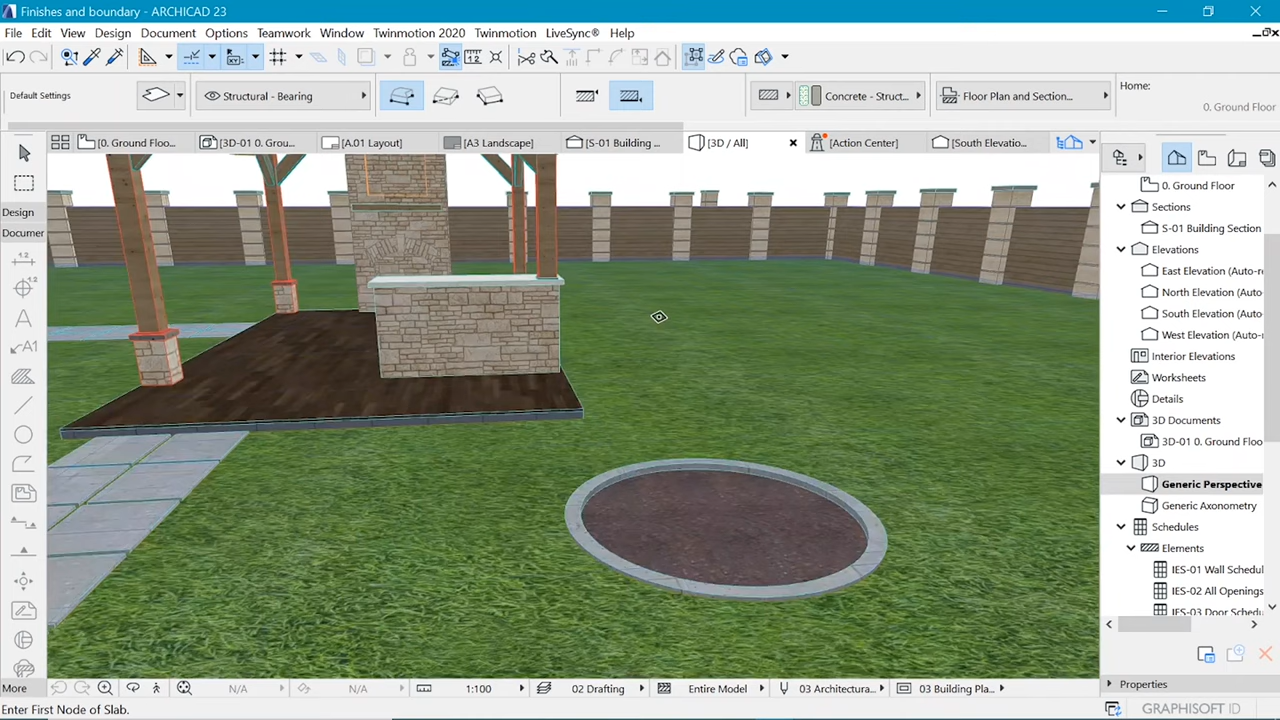 Finishes and boundary - ARCHICAD 23
File Edit View Design Document Options Teamwork Window Twinmotion 2020 Twinmotion LiveSync® Help
Default Settings
Structural - Bearing
Concrete - Struct...
Floor Plan and Section...
Home:
0. Ground Floor
[0. Ground Floo...
[3D-01 0. Grou...
[A.01 Layout]
[A3 Landscape]
[S-01 Building ...
[3D / All]
[Action Center]
[South Elevatio...
Design
Documer
0. Ground Floor
Sections
S-01 Building Section
Elevations
East Elevation (Auto-re
North Elevation (Auto
South Elevation (Auto-
West Elevation (Auto-
Interior Elevations
Worksheets
Details
3D Documents
3D-01 0. Ground Floo
3D
Generic Perspective
Generic Axonometry
Schedules
Elements
IES-01 Wall Schedul
IES-02 All Openings
IES-03 Door Schedu
Properties
More
N/A
N/A
1:100
02 Drafting
Entire Model
03 Architectura...
03 Building Pla...
Enter First Node of Slab.
GRAPHISOFT ID